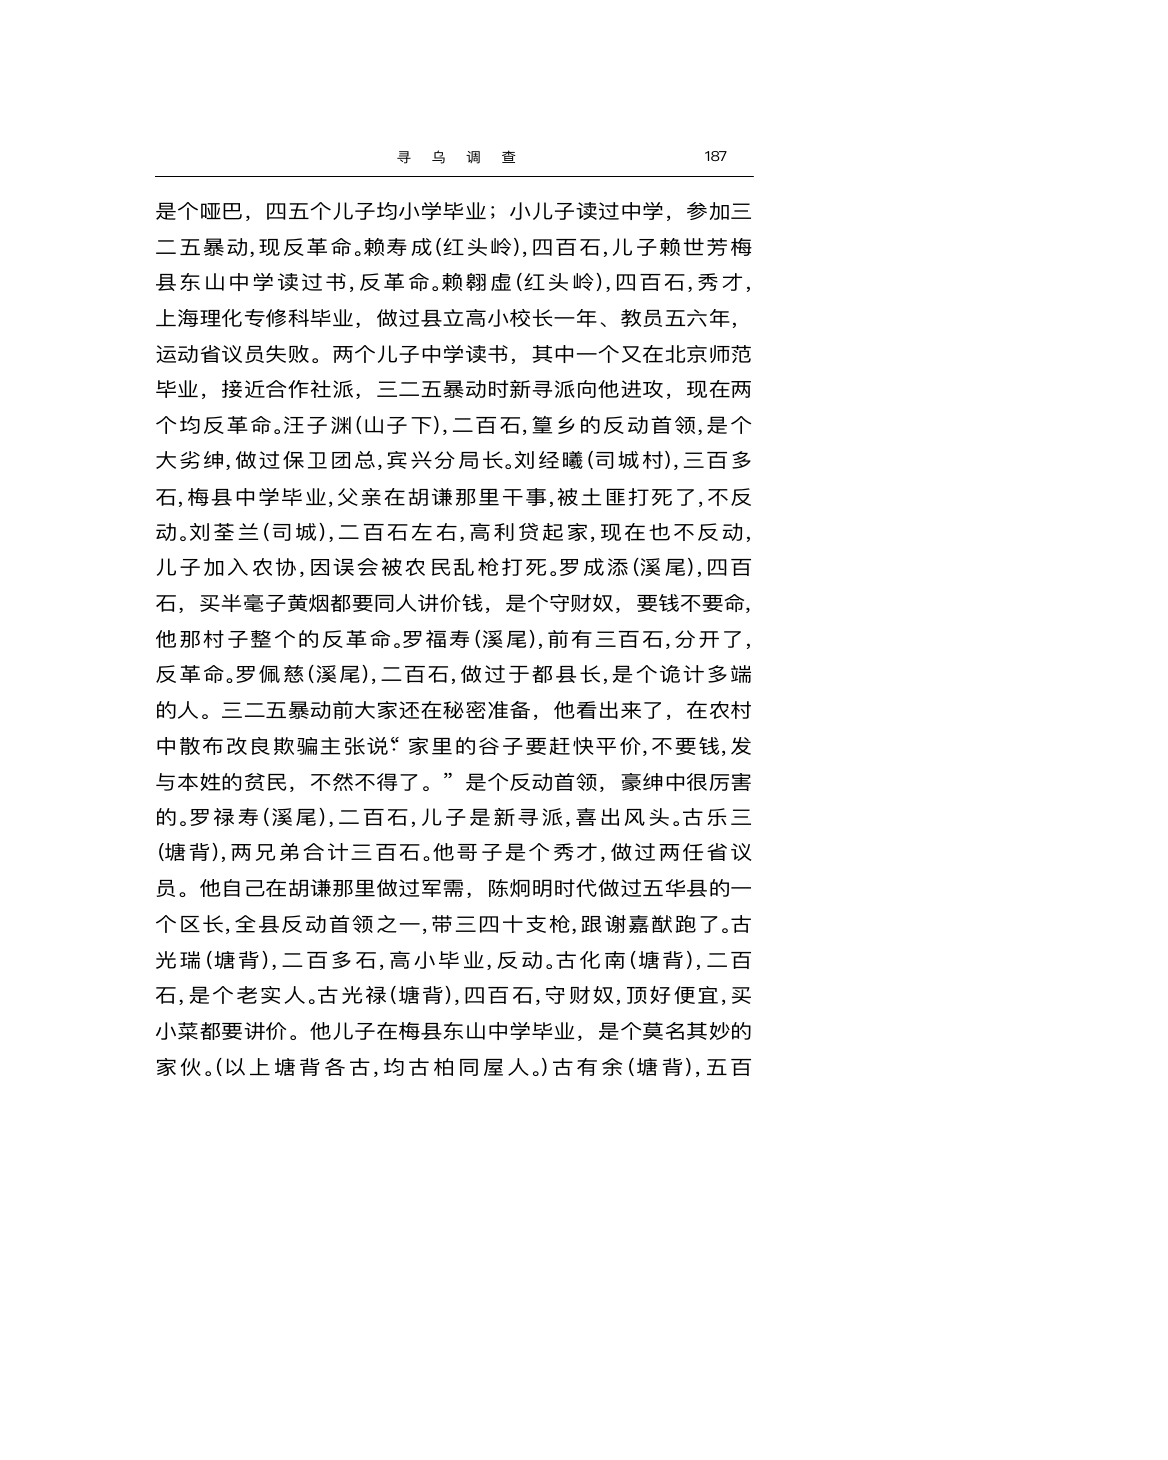 寻乌调查 187
是个哑巴，四五个儿子均小学毕业；小儿子读过中学，参加三
二五暴动，现反革命。赖寿成(红头岭)，四百石，儿子赖世芳梅
县东山中学读过书，反革命。赖翱虚(红头岭)，四百石，秀才，
上海理化专修科毕业，做过县立高小校长一年、教员五六年，
运动省议员失败。两个儿子中学读书，其中一个又在北京师范
毕业，接近合作社派，三二五暴动时新寻派向他进攻，现在两
个均反革命。汪子渊(山子下)，二百石，篁乡的反动首领，是个
大劣绅，做过保卫团总，宾兴分局长。刘经曦(司城村)，三百多
石，梅县中学毕业，父亲在胡谦那里干事，被土匪打死了，不反
动。刘荃兰(司城)，二百石左右，高利贷起家，现在也不反动，
儿子加入农协，因误会被农民乱枪打死。罗成添(溪尾)，四百
石，买半毫子黄烟都要同人讲价钱，是个守财奴，要钱不要命，
他那村子整个的反革命。罗福寿(溪尾)，前有三百石，分开了，
反革命。罗佩慈(溪尾)，二百石，做过于都县长，是个诡计多端
的人。三二五暴动前大家还在秘密准备，他看出来了，在农村
中散布改良欺骗主张说：“家里的谷子要赶快平价，不要钱，发
与本姓的贫民，不然不得了。”是个反动首领，豪绅中很厉害
的。罗禄寿(溪尾)，二百石，儿子是新寻派，喜出风头。古乐三
(塘背)，两兄弟合计三百石。他哥子是个秀才，做过两任省议
员。他自己在胡谦那里做过军需，陈炯明时代做过五华县的一
个区长，全县反动首领之一，带三四十支枪，跟谢嘉猷跑了。古
光瑞(塘背)，二百多石，高小毕业，反动。古化南(塘背)，二百
石，是个老实人。古光禄(塘背)，四百石，守财奴，顶好便宜，买
小菜都要讲价。他儿子在梅县东山中学毕业，是个莫名其妙的
家伙。(以上塘背各古，均古柏同屋人。)古有余(塘背)，五百